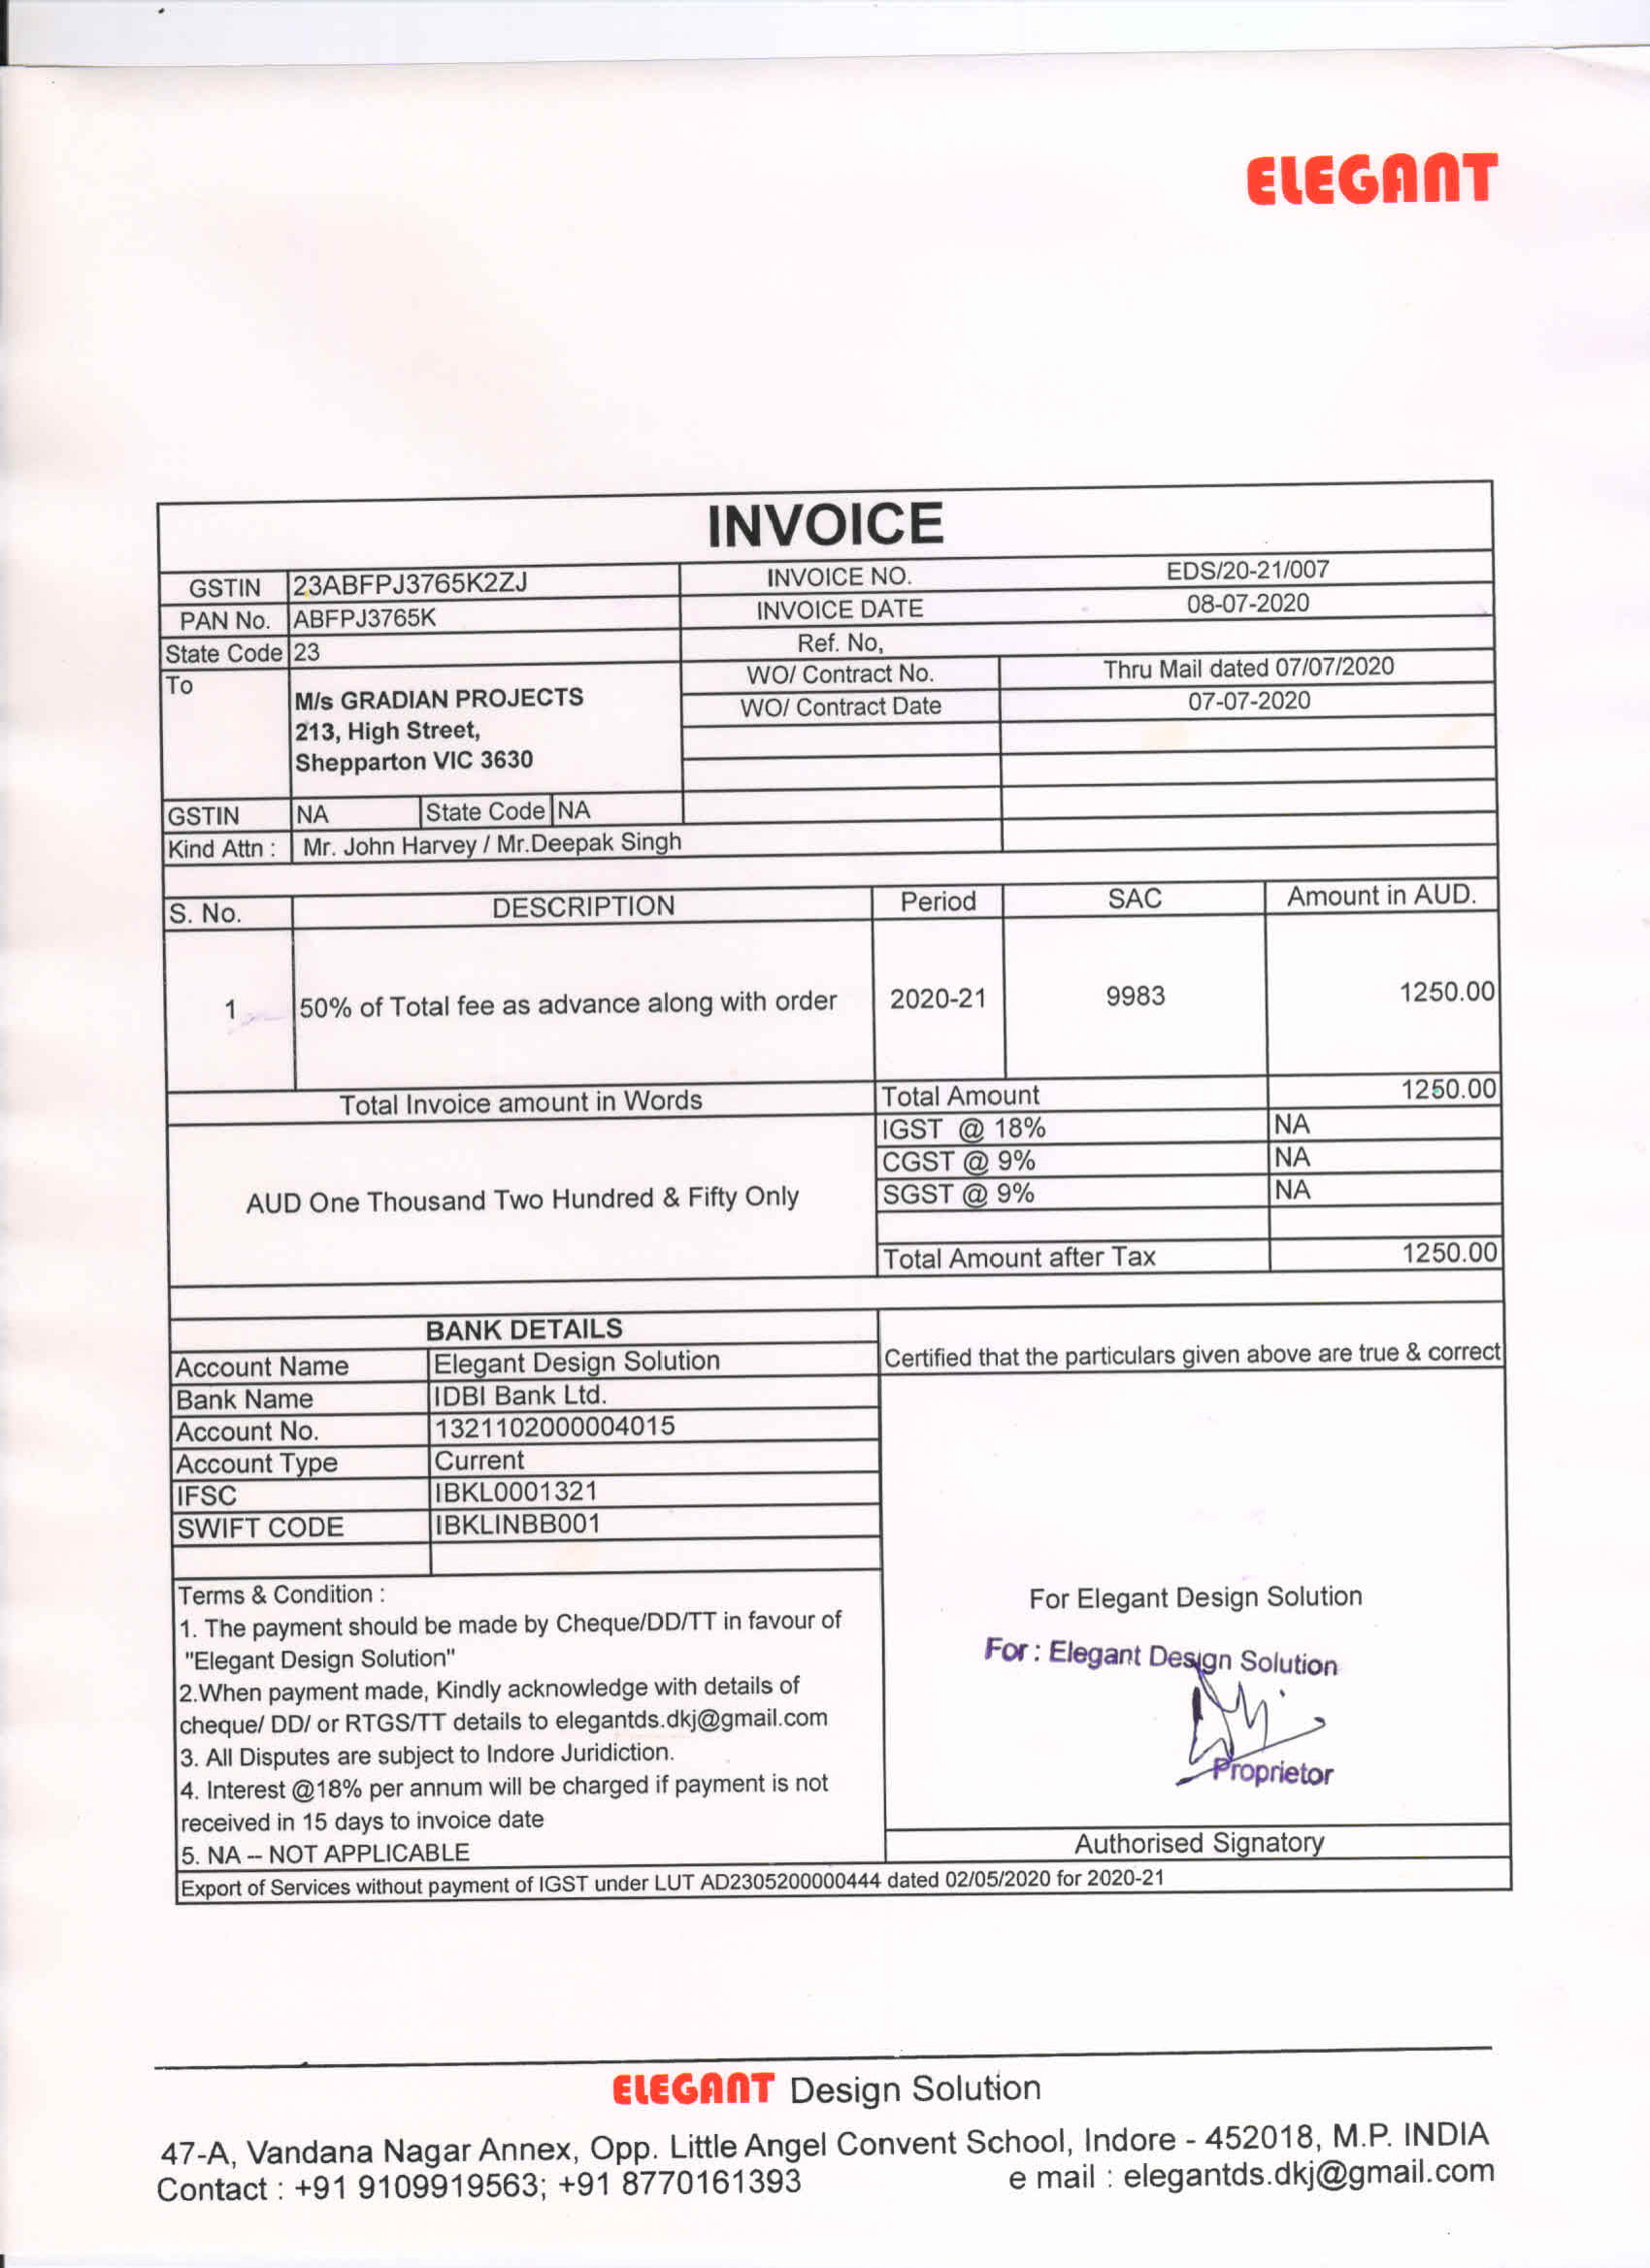 ELEGANT
INVOICE
GSTIN 23ABFPJ3765K2ZJ INVOICE NO. EDS/20-21/007
PAN No. ABFPJ3765K INVOICE DATE 08-07-2020
State Code 23 Ref. No,
To WO/ Contract No. Thru Mail dated 07/07/2020
M/s GRADIAN PROJECTS WO/ Contract Date 07-07-2020
213, High Street,
Shepparton VIC 3630
GSTIN NA State Code NA
Kind Attn : Mr. John Harvey / Mr.Deepak Singh
S. No. DESCRIPTION Period SAC Amount in AUD.
1 50% of Total fee as advance along with order 2020-21 9983 1250.00
Total Invoice amount in Words Total Amount 1250.00
IGST @ 18% NA
CGST @ 9% NA
AUD One Thousand Two Hundred & Fifty Only SGST @ 9% NA
Total Amount after Tax 1250.00
BANK DETAILS
Certified that the particulars given above are true & correct
Account Name Elegant Design Solution
Bank Name IDBI Bank Ltd.
Account No. 1321102000004015
Account Type Current
IFSC IBKL0001321
SWIFT CODE IBKLINBB001
Terms & Condition :
1. The payment should be made by Cheque/DD/TT in favour of
"Elegant Design Solution"
2.When payment made, Kindly acknowledge with details of
cheque/ DD/ or RTGS/TT details to elegantds.dkj@gmail.com
3. All Disputes are subject to Indore Juridiction.
4. Interest @18% per annum will be charged if payment is not
received in 15 days to invoice date
5. NA -- NOT APPLICABLE
For Elegant Design Solution
For : Elegant Design Solution
Proprietor
Authorised Signatory
Export of Services without payment of IGST under LUT AD2305200000444 dated 02/05/2020 for 2020-21
ELEGANT Design Solution
47-A, Vandana Nagar Annex, Opp. Little Angel Convent School, Indore - 452018, M.P. INDIA
Contact : +91 9109919563; +91 8770161393 e mail : elegantds.dkj@gmail.com